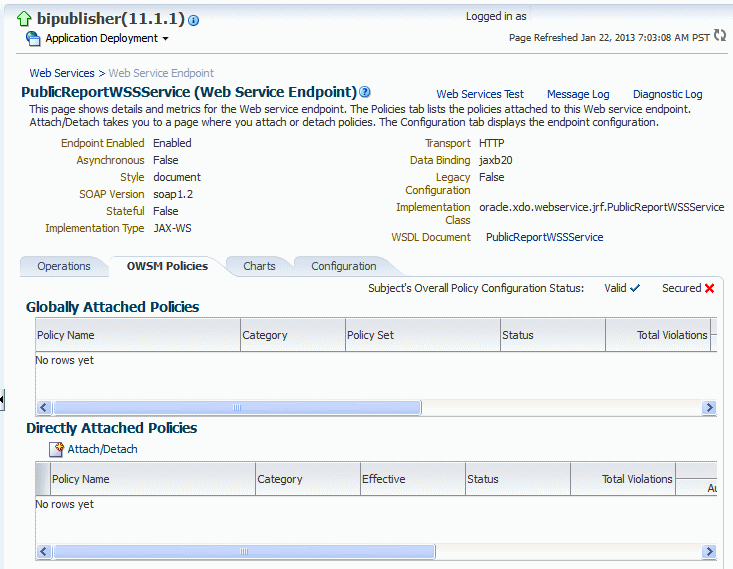 bipublisher(11.1.1)
Logged in as
Application Deployment
Page Refreshed Jan 22, 2013 7:03:08 AM PST
Web Services > Web Service Endpoint
PublicReportWSSService (Web Service Endpoint)
Web Services Test Message Log Diagnostic Log
This page shows details and metrics for the Web service endpoint. The Policies tab lists the policies attached to this Web service endpoint.
Attach/Detach takes you to a page where you attach or detach policies. The Configuration tab displays the endpoint configuration.
Endpoint Enabled Enabled
Asynchronous False
Style document
SOAP Version soap1.2
Stateful False
Implementation Type JAX-WS
Transport HTTP
Data Binding jaxb20
Legacy False
Configuration
Implementation oracle.xdo.webservice.jrf.PublicReportWSSService
Class
WSDL Document PublicReportWSSService
Operations OWSM Policies Charts Configuration
Subject's Overall Policy Configuration Status: Valid Secured
Globally Attached Policies
Policy Name Category Policy Set Status Total Violations
No rows yet
Directly Attached Policies
Attach/Detach
Policy Name Category Effective Status Total Violations
Au
No rows yet